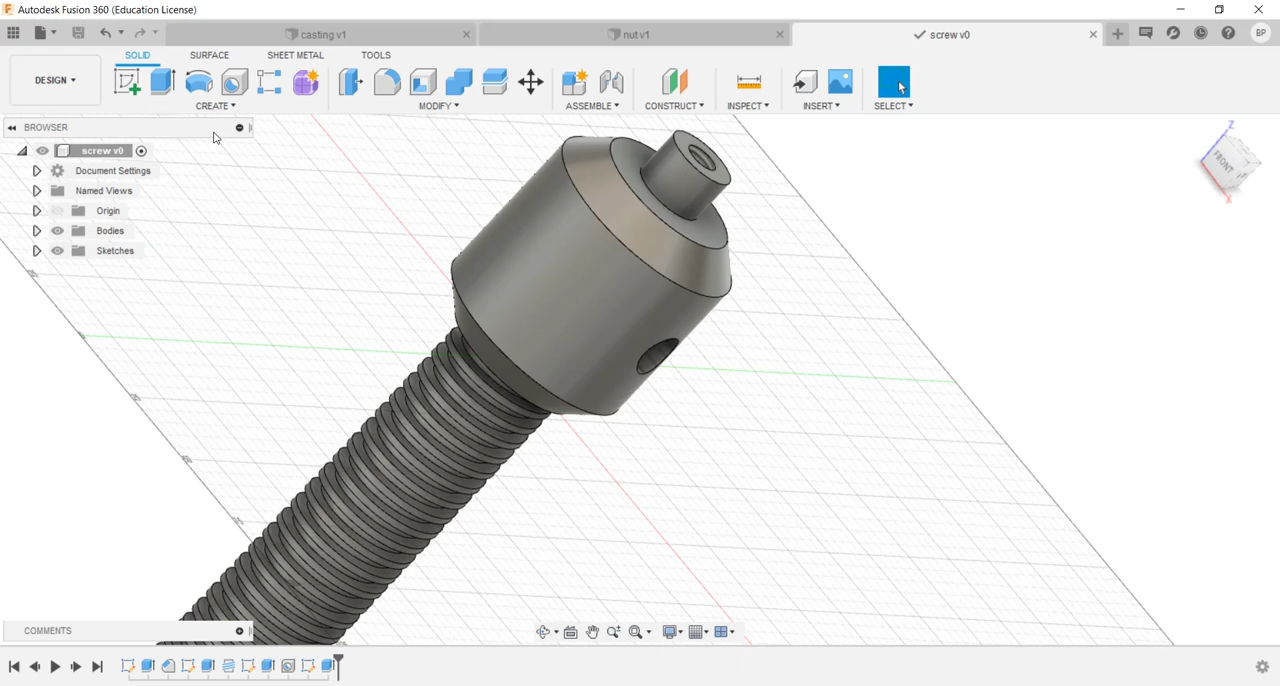 Autodesk Fusion 360 (Education License)
casting v1
nut v1
screw v0
BP
SOLID
SURFACE
SHEET METAL
TOOLS
DESIGN
CREATE
MODIFY
ASSEMBLE
CONSTRUCT
INSPECT
INSERT
SELECT
BROWSER
screw v0
Document Settings
Named Views
Origin
Bodies
Sketches
Z
FRONT
X
COMMENTS